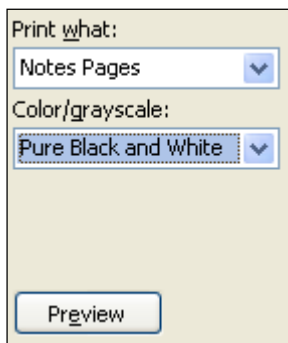 Print what:
Notes Pages
Color/grayscale:
Pure Black and White
Preview